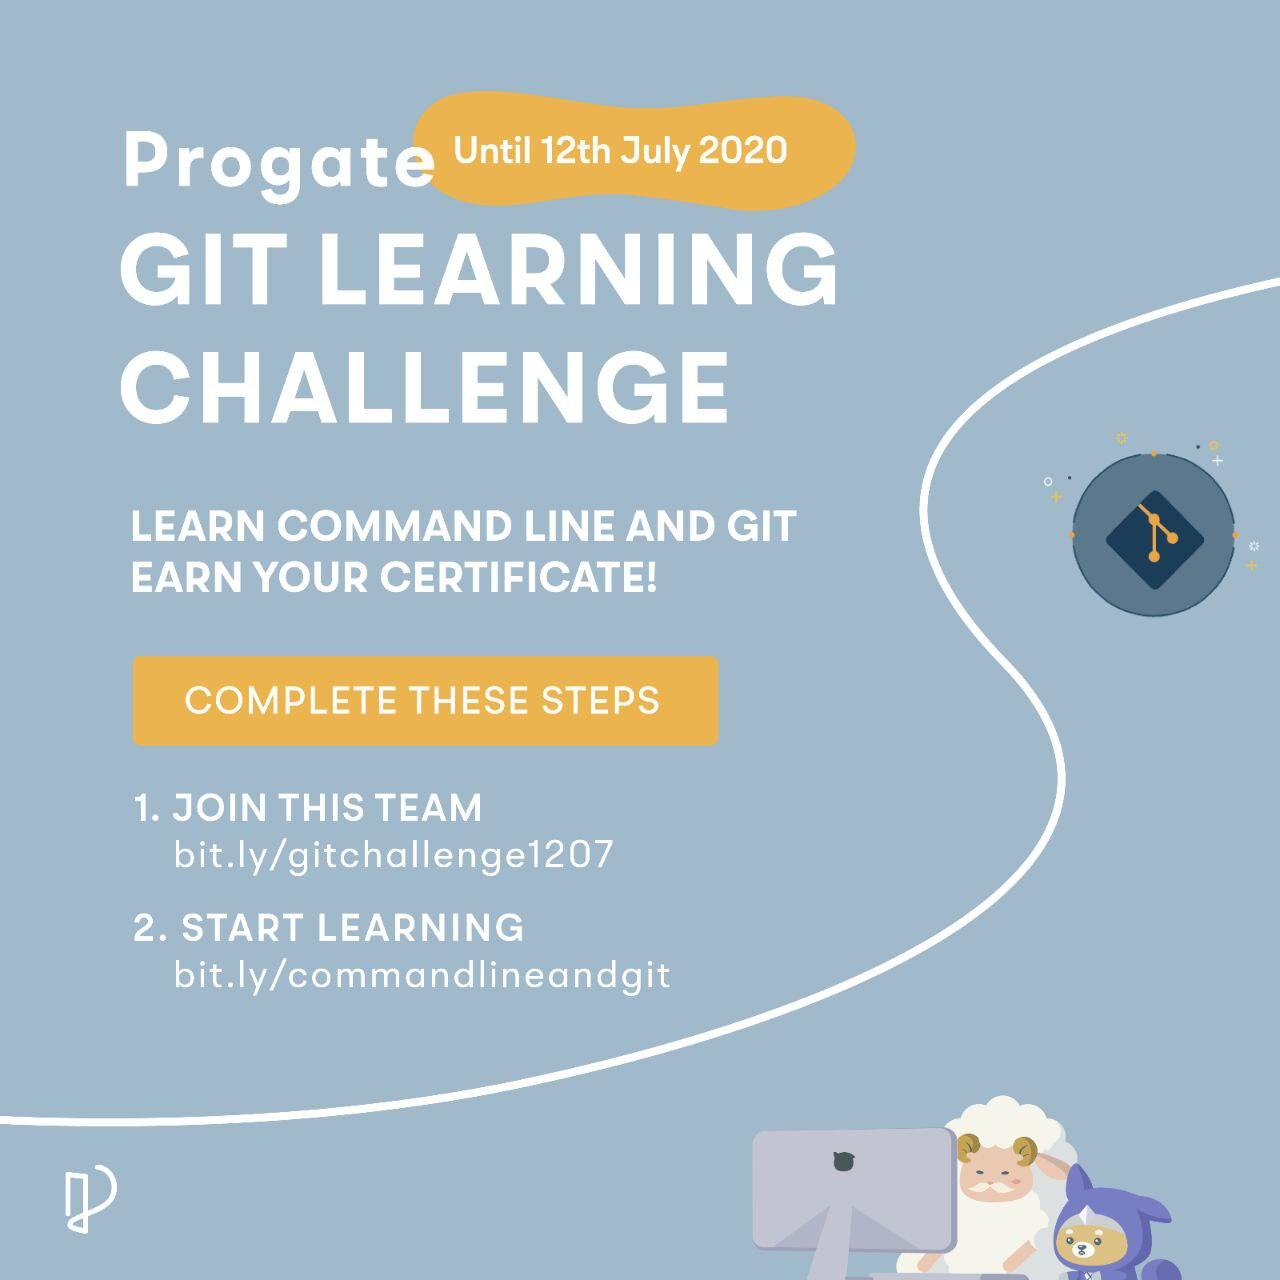 Progate
Until 12th July 2020
GIT LEARNING
CHALLENGE
LEARN COMMAND LINE AND GIT
EARN YOUR CERTIFICATE!
COMPLETE THESE STEPS
1. JOIN THIS TEAM
bit.ly/gitchallenge1207
2. START LEARNING
bit.ly/commandlineandgit